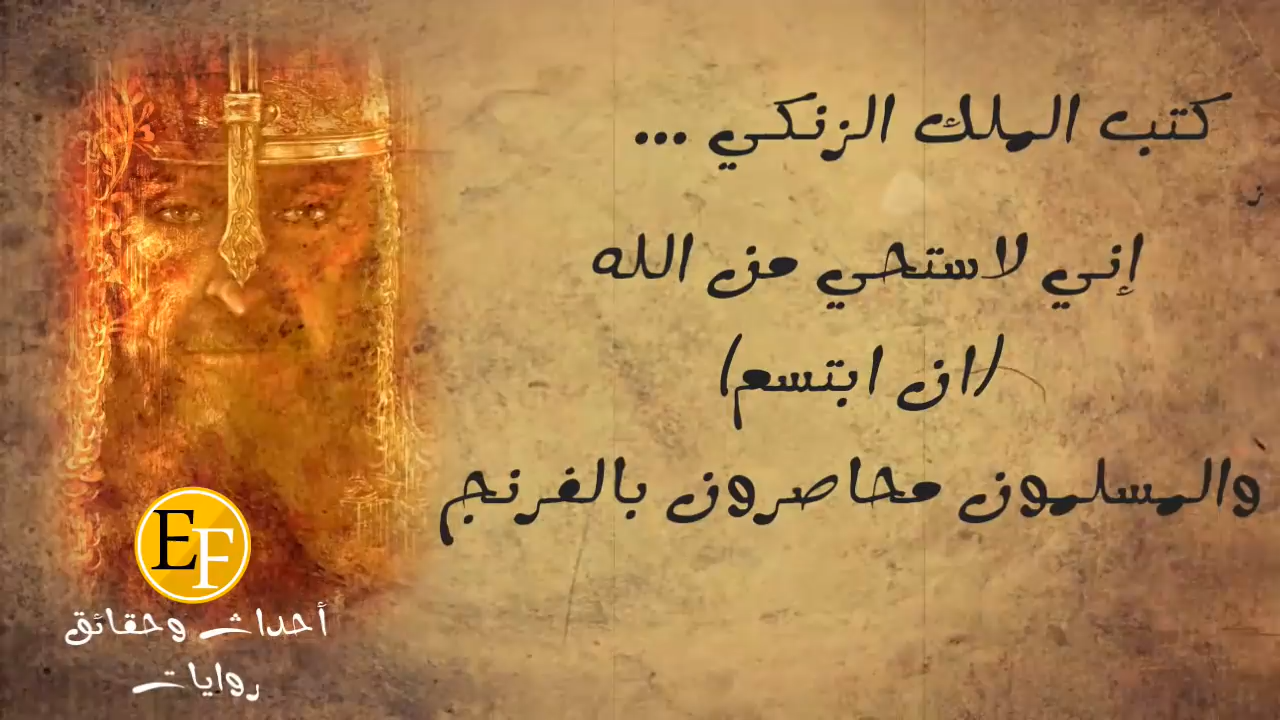 كتب الملك الزنكي ...
إني لاستحي من الله
(ان ابتسم)
والمسلمون محاصرون بالفرنج
EF
أحداث وحقائق
روايات